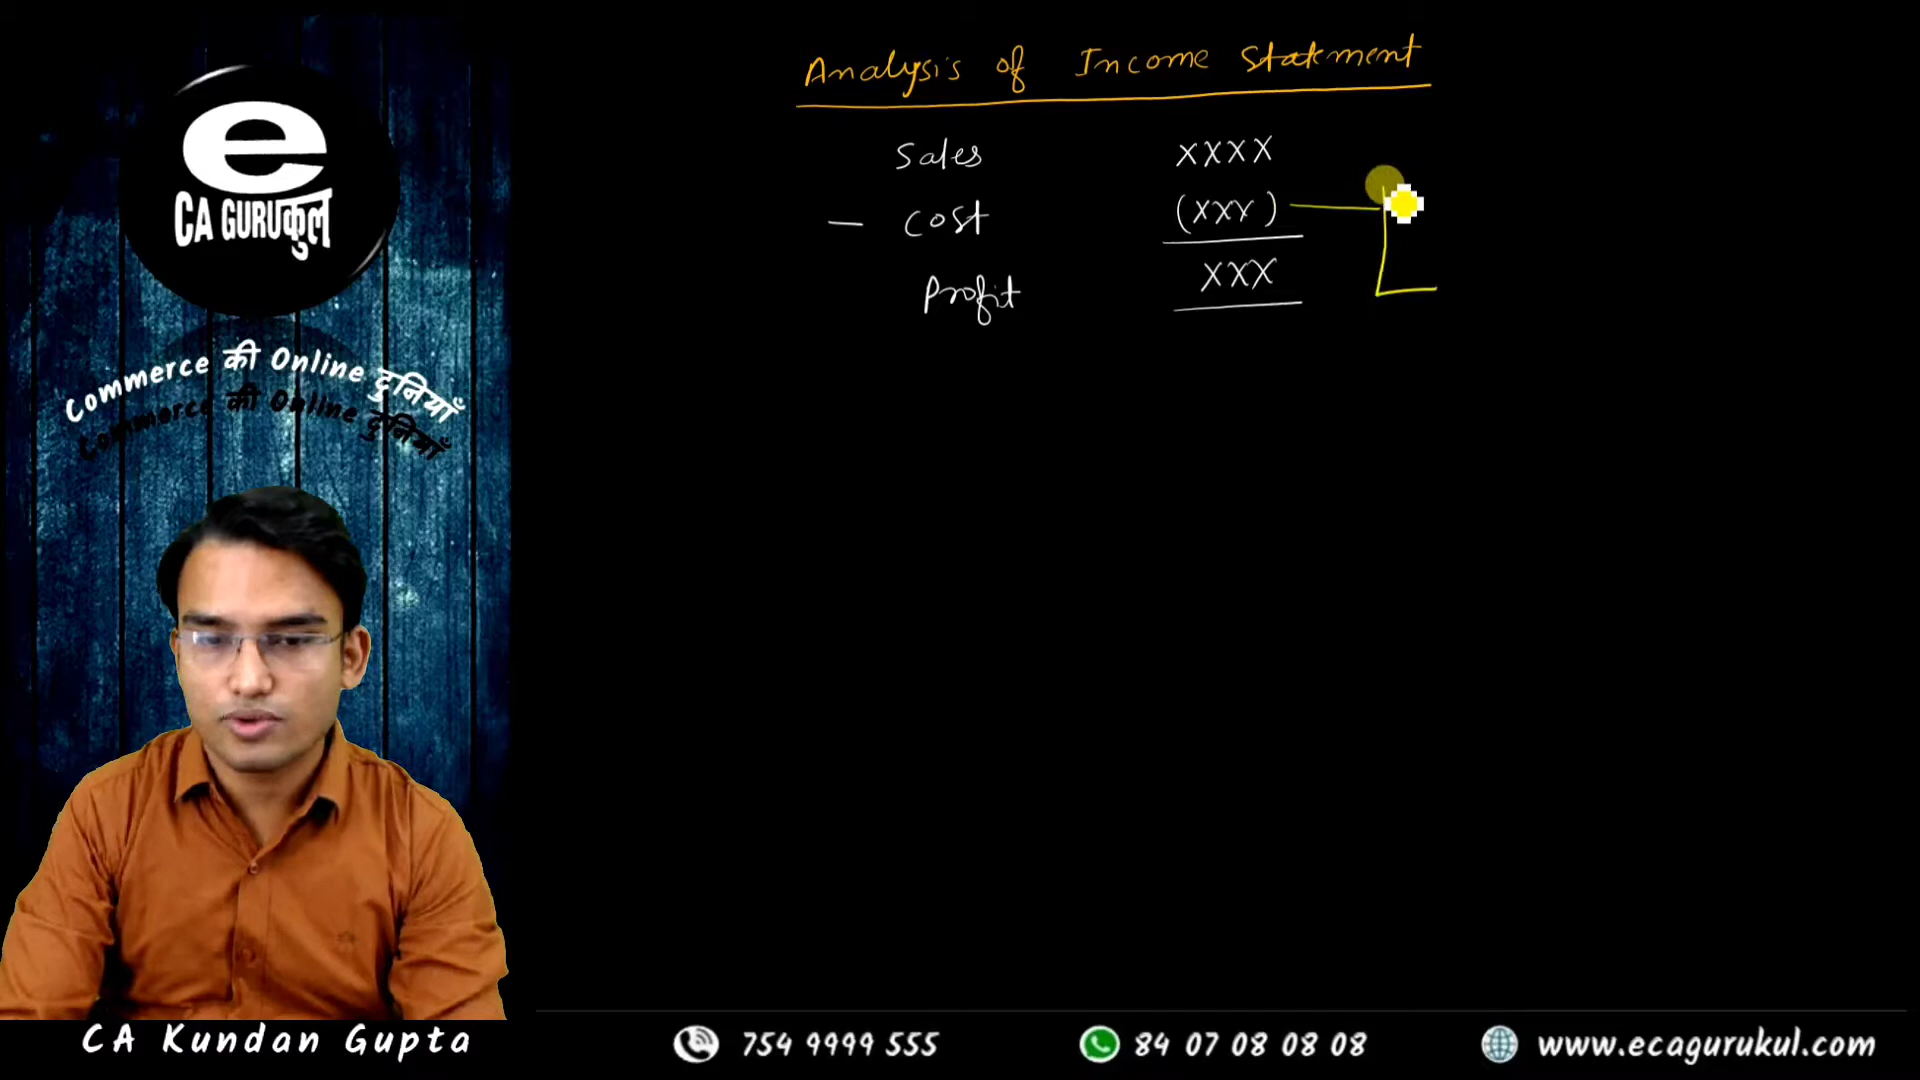 Analysis of Income Statement
Sales XXXX
— Cost (XXX)
Profit XXX
e
CA GURUकुल
Commerce की Online दुनियाँ
Commerce की Online दुनियाँ
CA Kundan Gupta
754 9999 555
84 07 08 08 08
www.ecagurukul.com